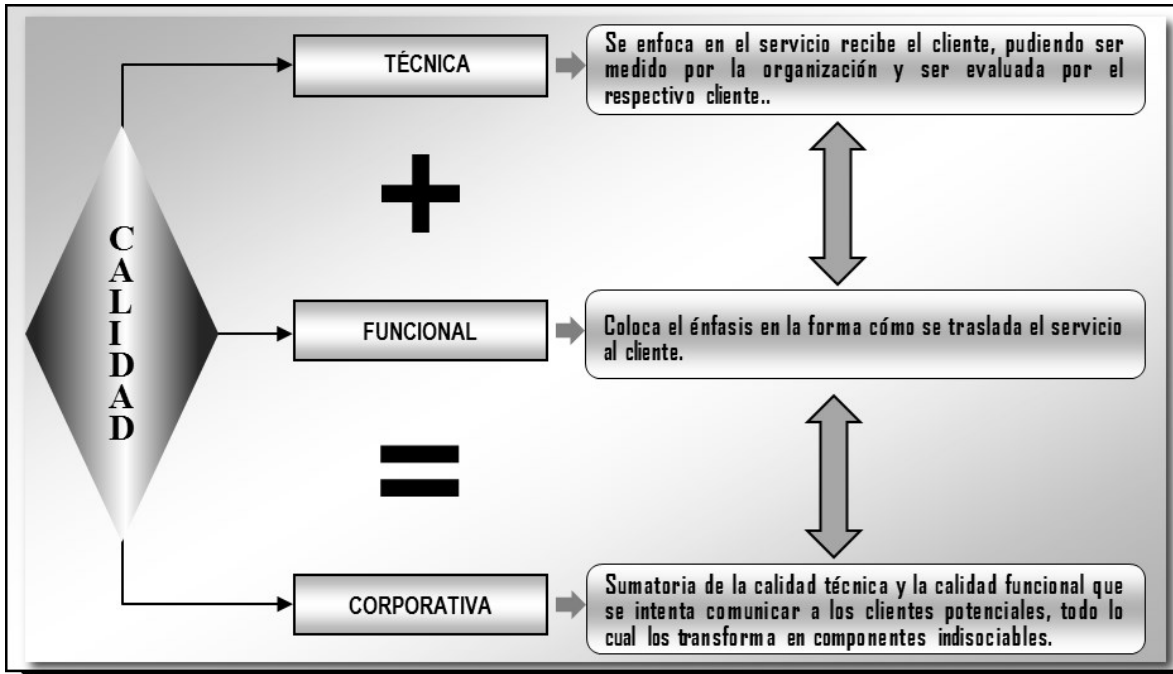 CALIDAD
TÉCNICA
Se enfoca en el servicio recibe el cliente, pudiendo ser
medido por la organización y ser evaluada por el
respectivo cliente..
+
FUNCIONAL
Coloca el énfasis en la forma cómo se traslada el servicio
al cliente.
=
CORPORATIVA
Sumatoria de la calidad técnica y la calidad funcional que
se intenta comunicar a los clientes potenciales, todo lo
cual los transforma en componentes indisociables.